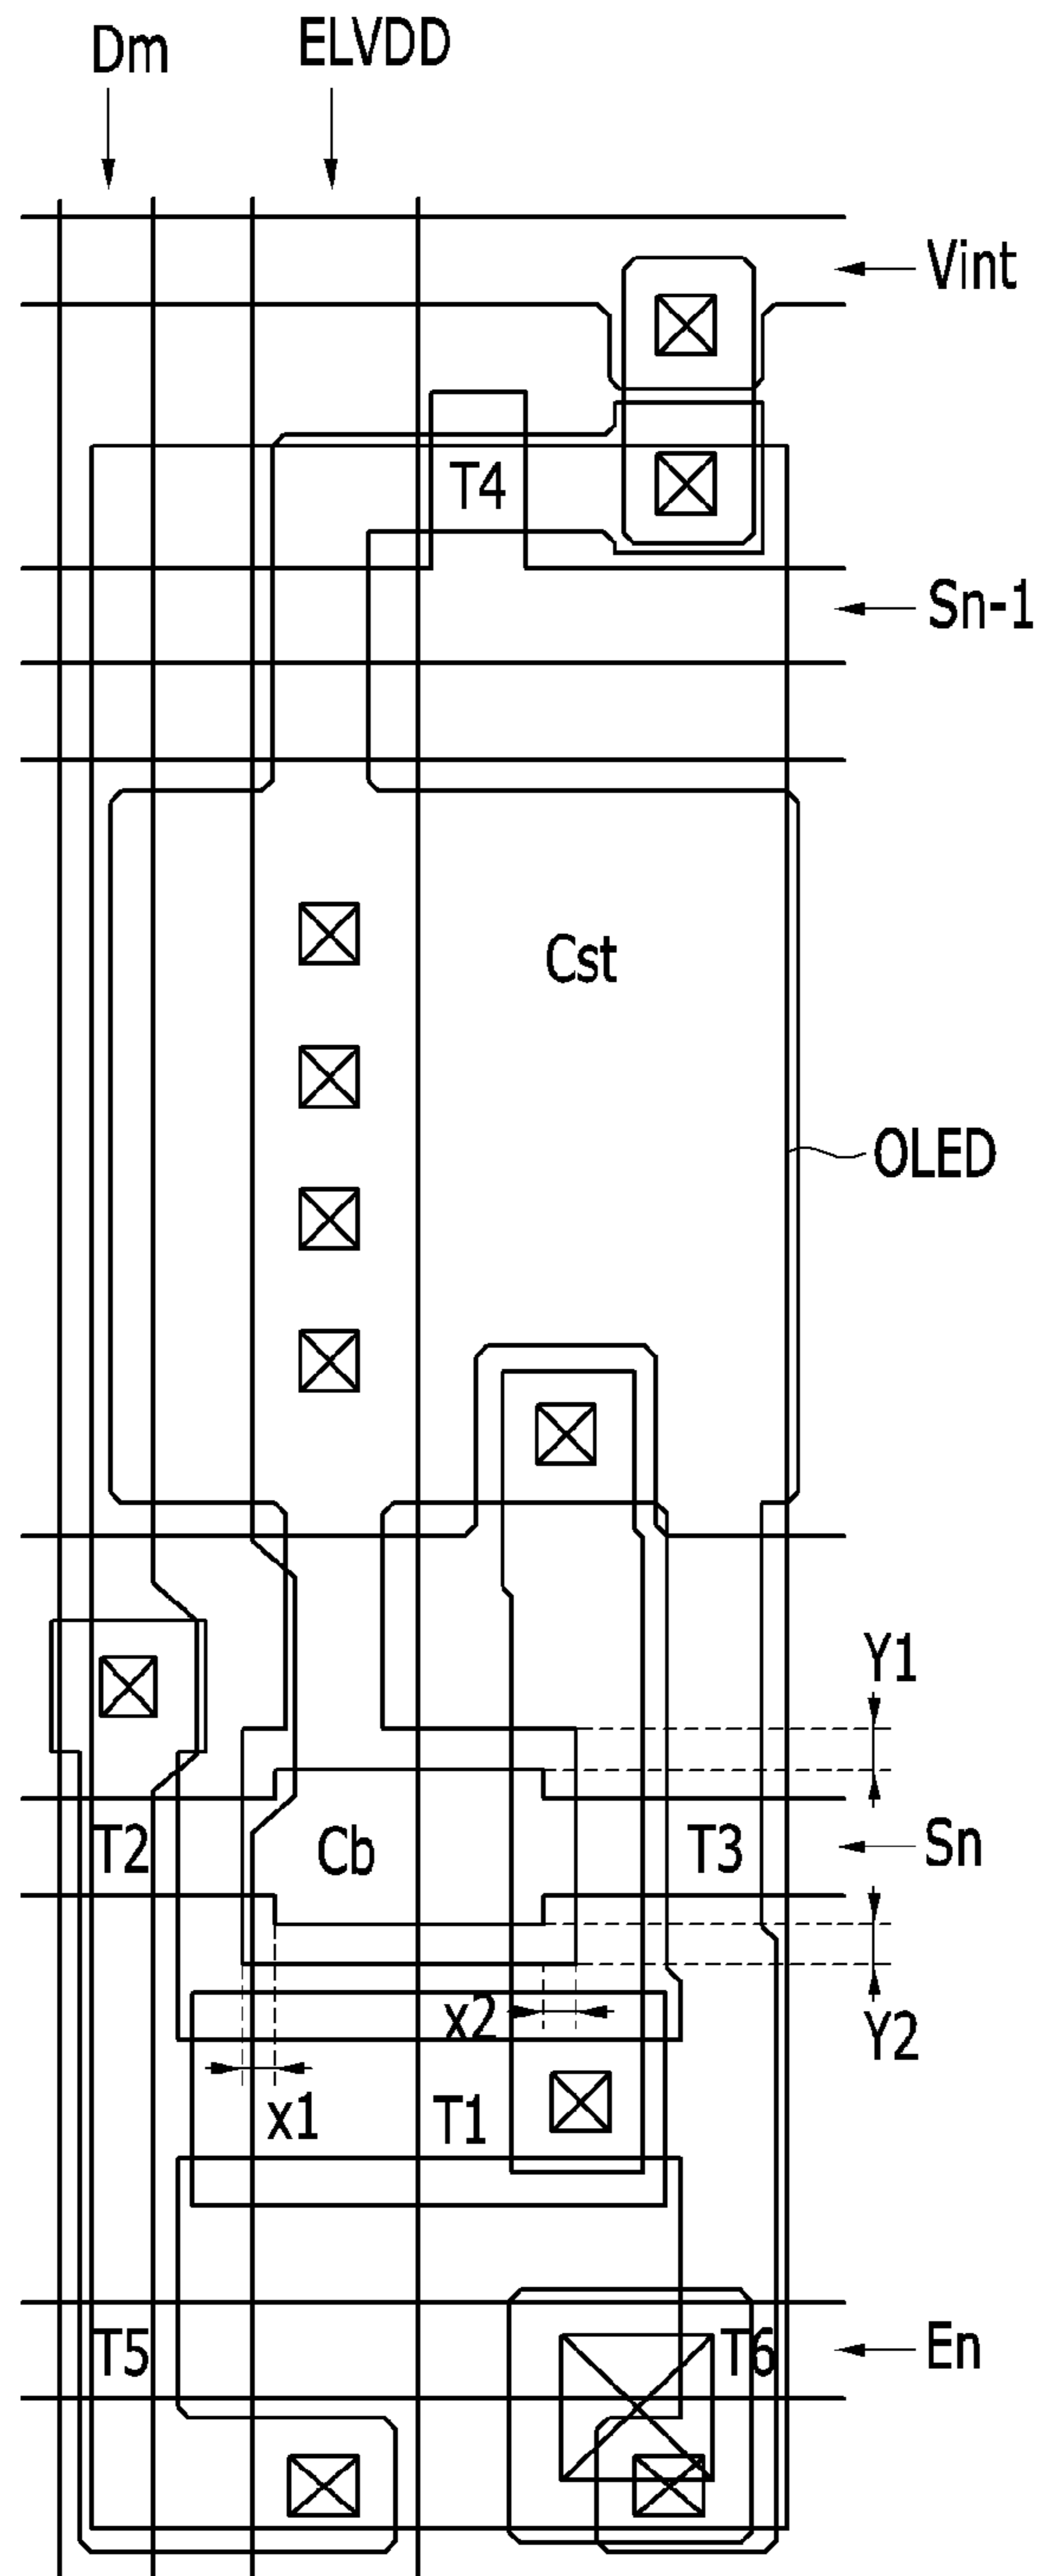 Dm ELVDD
Vint
T4
Sn-1
Cst
OLED
Y1
T2 Cb T3 Sn
x2 Y2
x1 T1
T5 T6 En